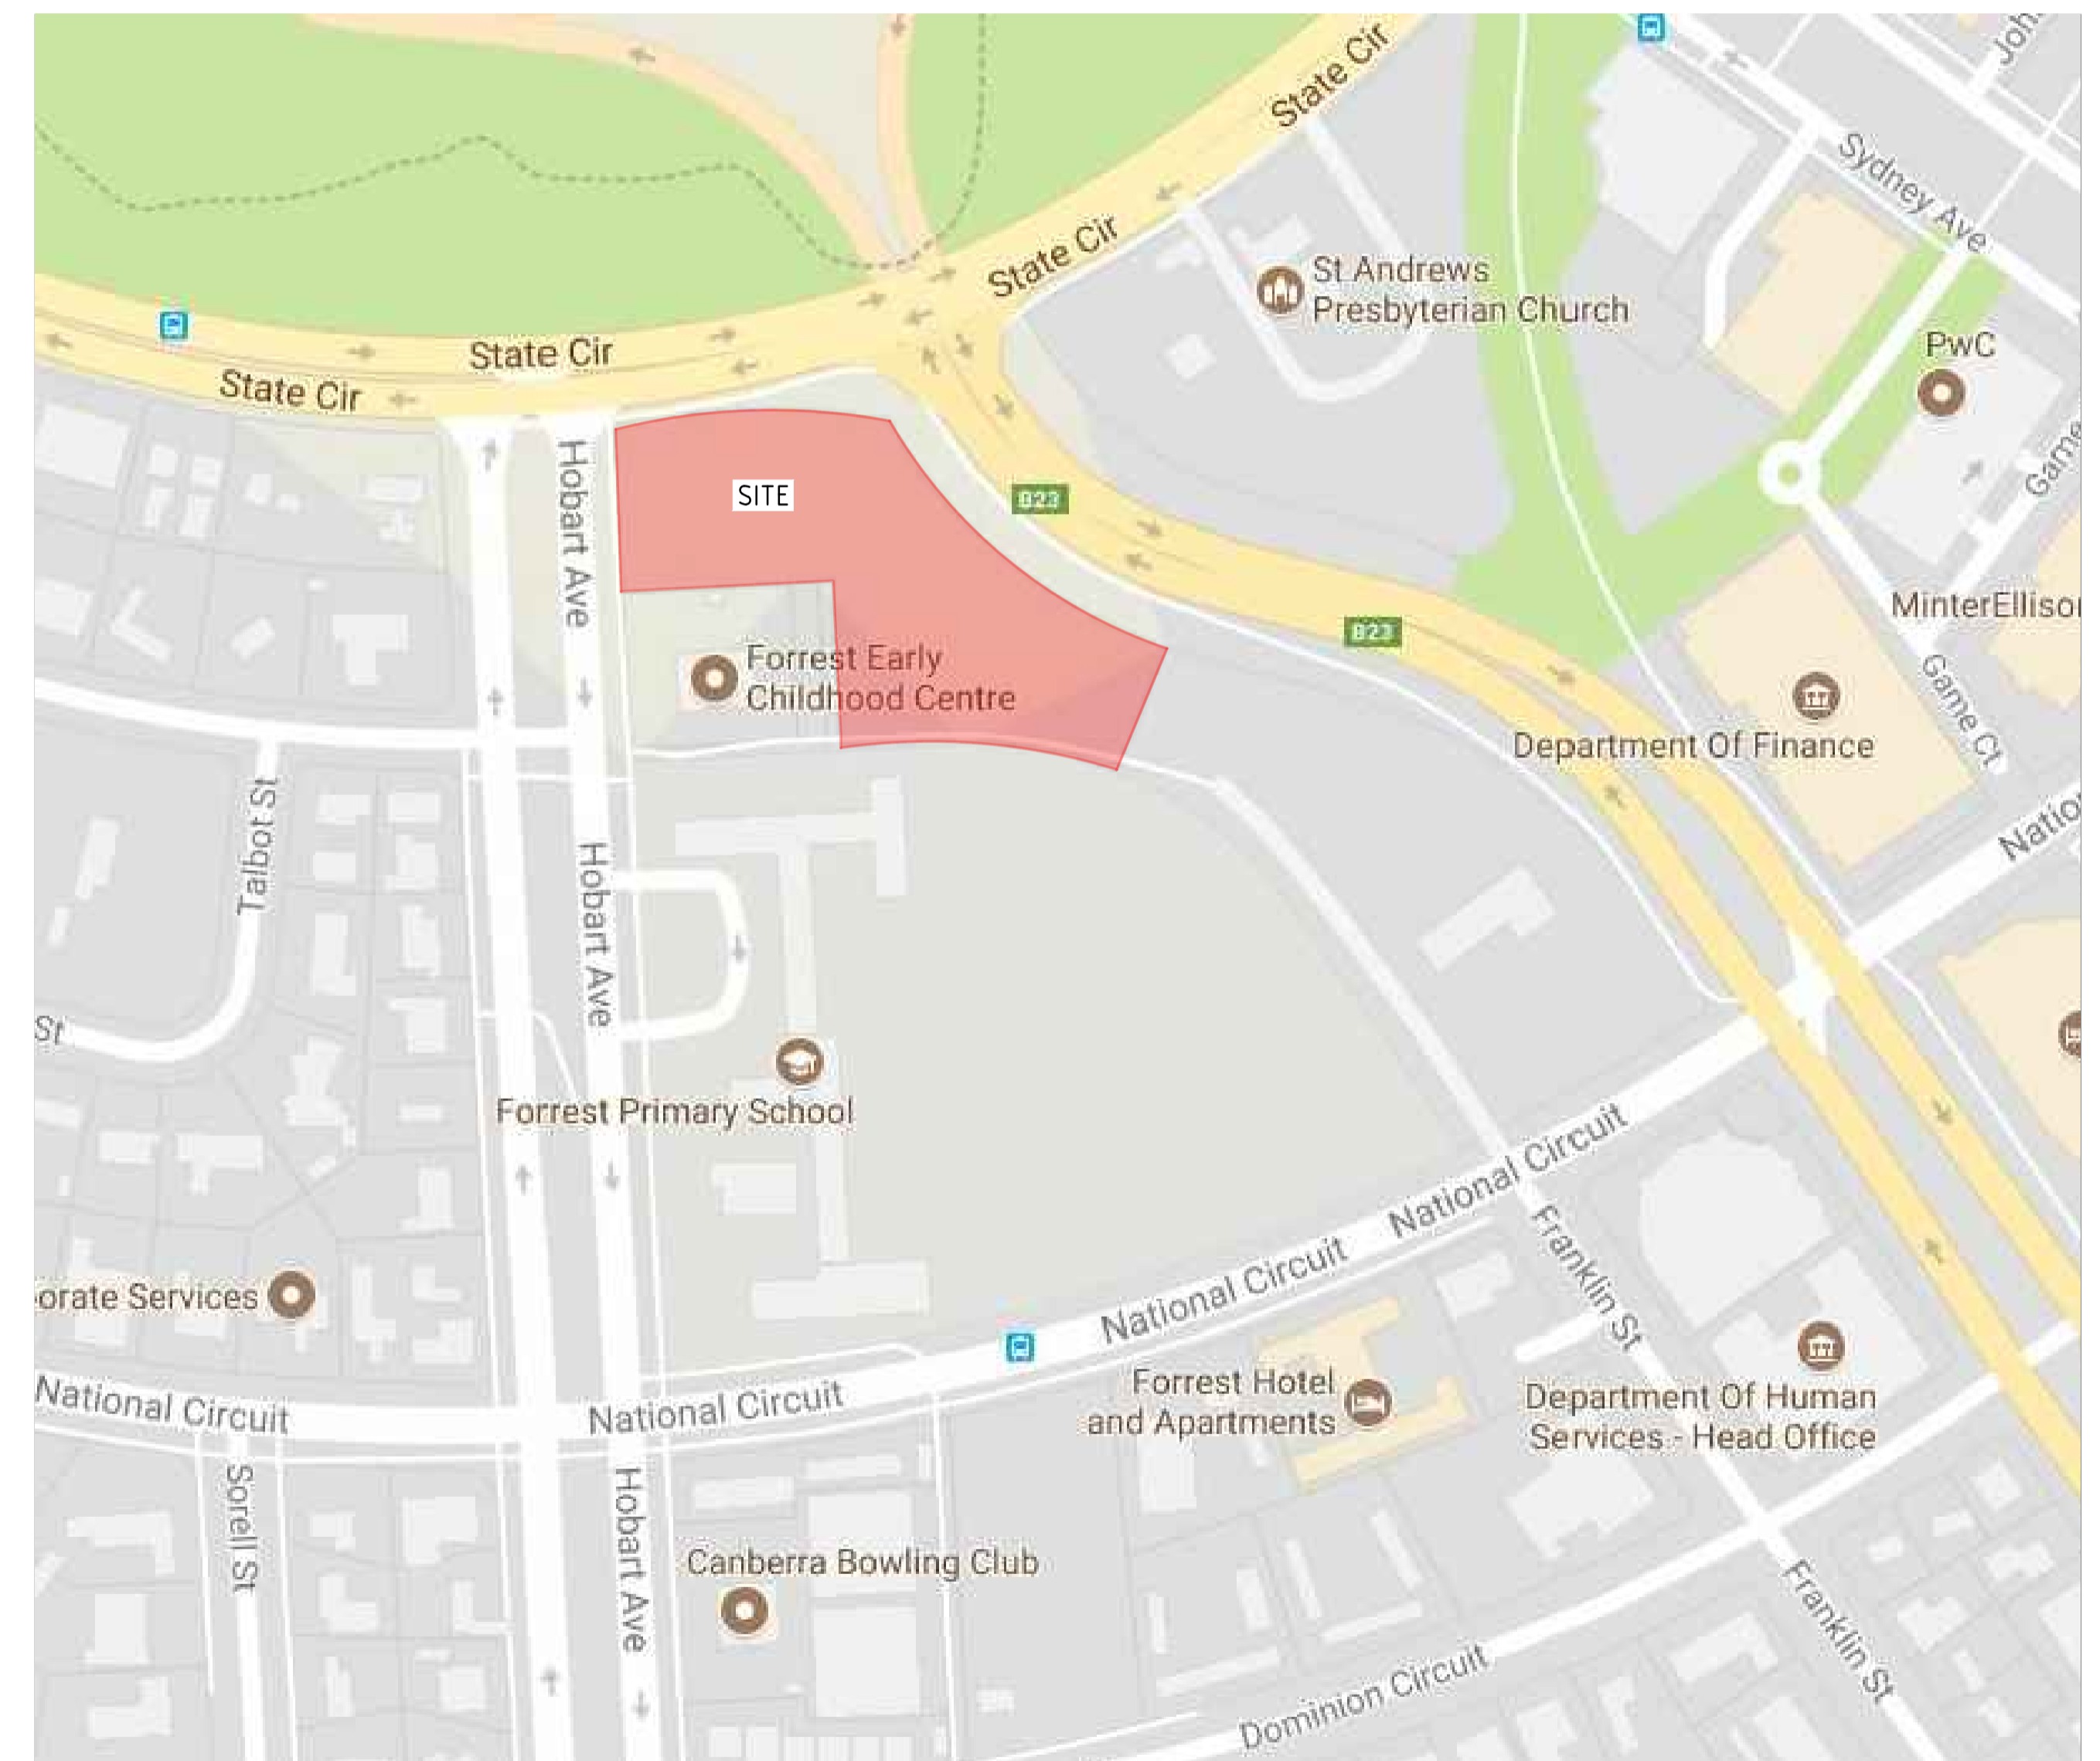 State Cir
Sydney Ave
State Cir
St Andrews
Presbyterian Church
PwC
State Cir
State Cir
Hobart Ave
SITE
B23
Game
MinterElliso
B23
Forrest Early
Childhood Centre
Game Ct
Department Of Finance
Talbot St
Hobart Ave
Natio
St
Forrest Primary School
National Circuit
Franklin St
National Circuit
orate Services
National Circuit
National Circuit
Forrest Hotel
and Apartments
Department Of Human
Services - Head Office
Sorell St
Hobart Ave
Canberra Bowling Club
Franklin St
Dominion Circuit